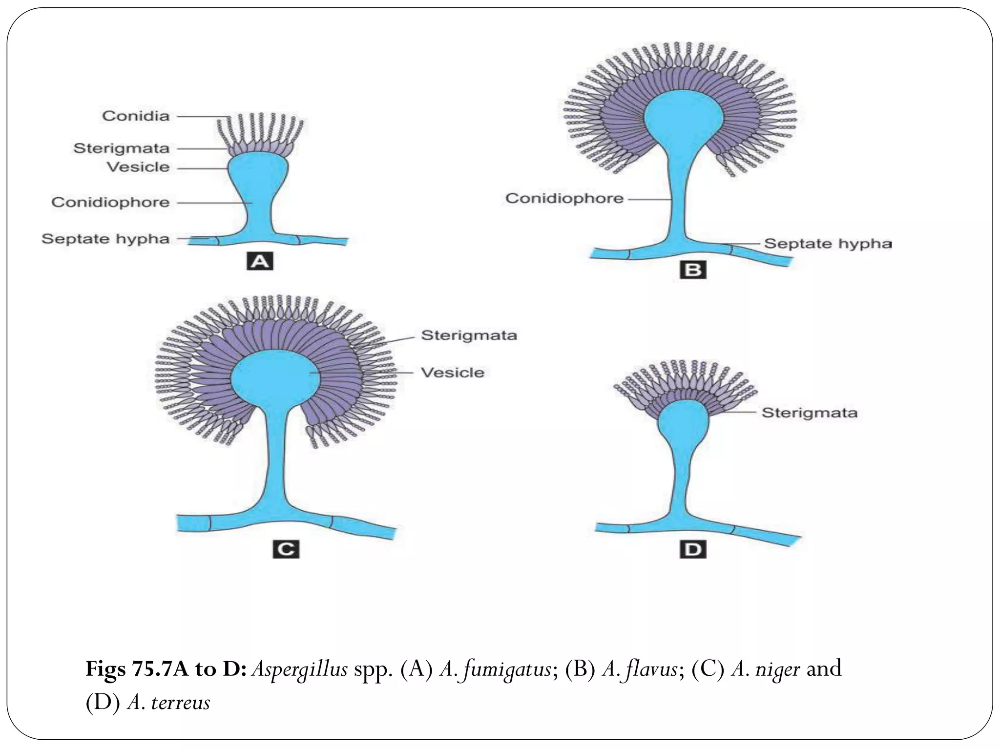 Conidia
Sterigmata
Vesicle
Conidiophore
Septate hypha
A
Conidiophore
Septate hypha
B
Sterigmata
Vesicle
C
Sterigmata
D
Figs 75.7A to D: Aspergillus spp. (A) A. fumigatus; (B) A. flavus; (C) A. niger and
(D) A. terreus